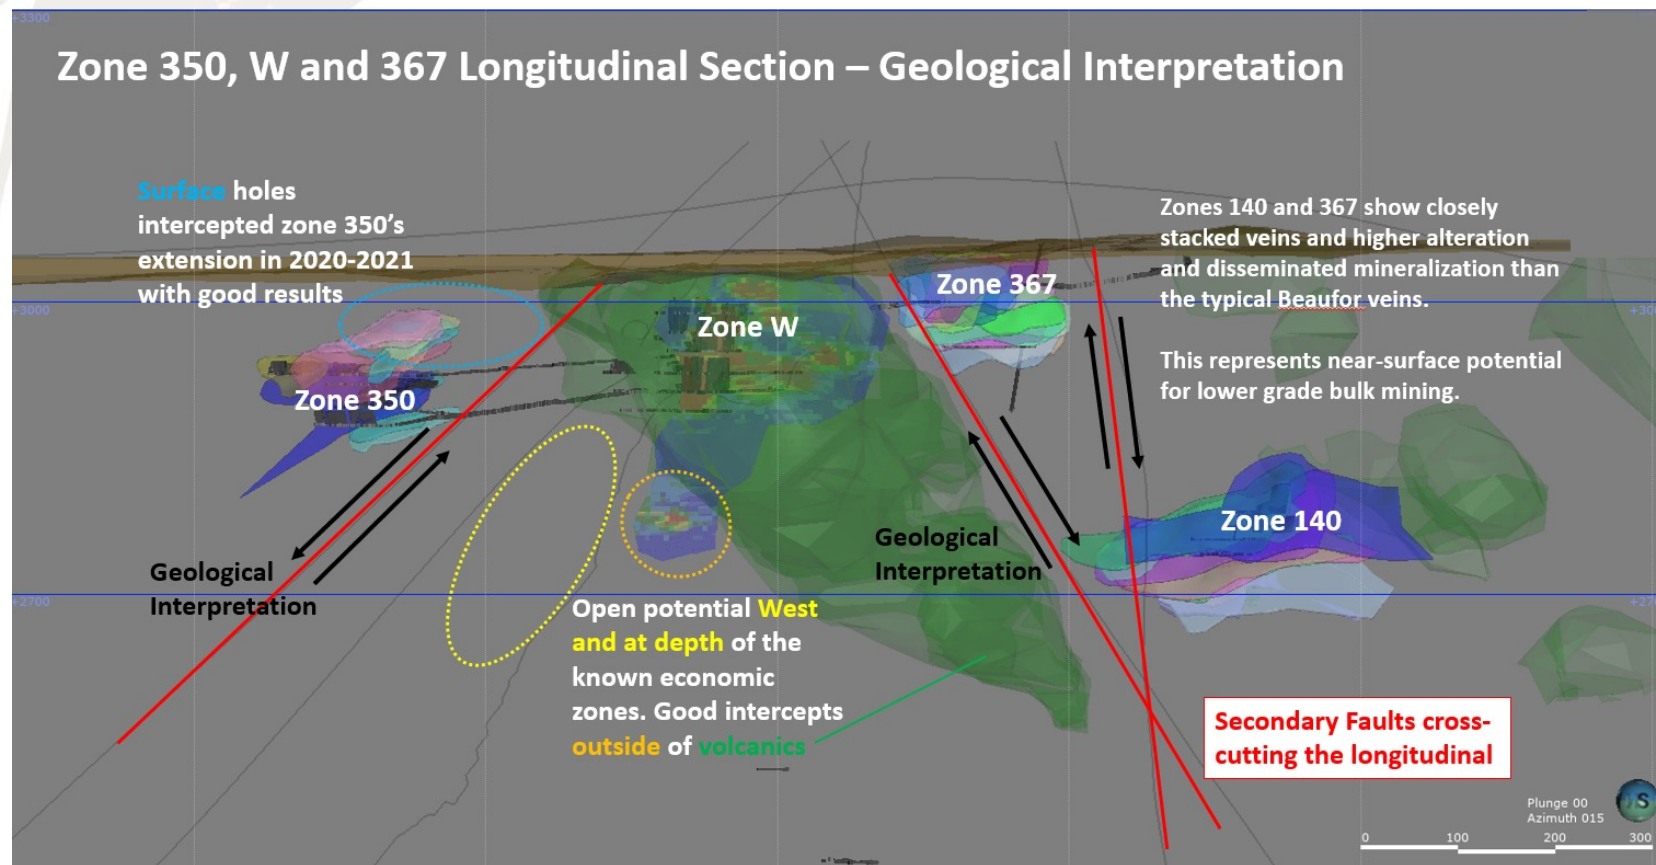 +3300
Zone 350, W and 367 Longitudinal Section – Geological Interpretation
Surface holes
intercepted zone 350's
extension in 2020-2021
with good results
Zones 140 and 367 show closely
stacked veins and higher alteration
and disseminated mineralization than
the typical Beaufor veins.
This represents near-surface potential
for lower grade bulk mining.
+3000
Zone 367
Zone W
Zone 350
Zone 140
Geological
Interpretation
Geological
Interpretation
+2700
Open potential West
and at depth of the
known economic
zones. Good intercepts
outside of volcanics
Secondary Faults cross-
cutting the longitudinal
Plunge 00
Azimuth 015
S
0 100 200 300